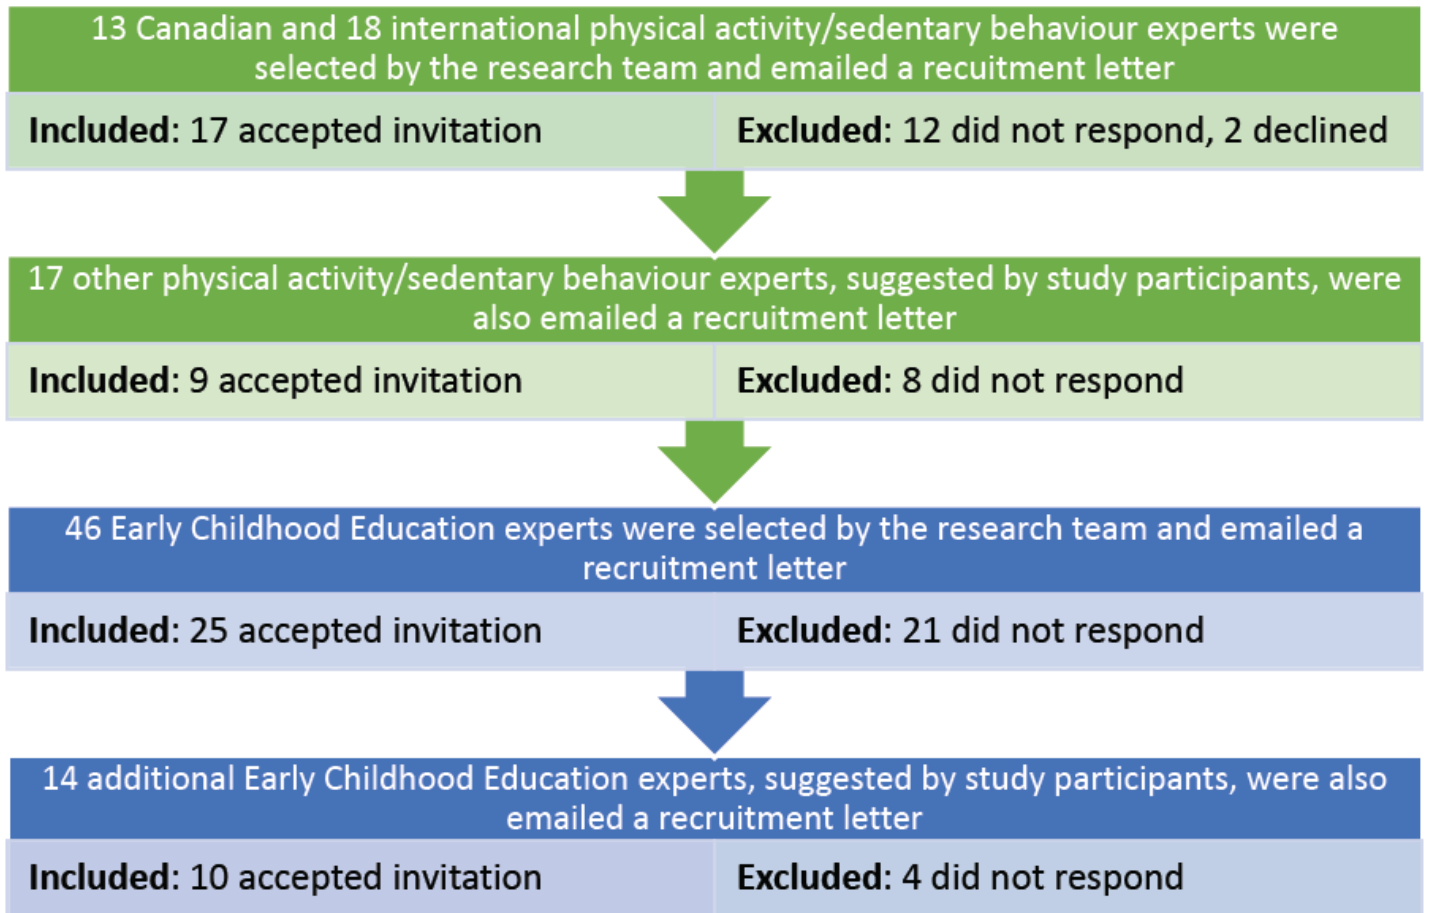 13 Canadian and 18 international physical activity/sedentary behaviour experts were
selected by the research team and emailed a recuitment letter
Included: 17 accepted invitation
Excluded: 12 did not respond, 2 declined
17 other physical activity/sedentary behaviour experts, suggested by study participants, were
also emailed a recruitment letter
Included: 9 accepted invitation
Excluded: 8 did not respond
46 Early Childhood Education experts were selected by the research team and emailed a
recruitment letter
Included: 25 accepted invitation
Excluded: 21 did not respond
14 additional Early Childhood Education experts, suggested by study participants, were also
emailed a recruitment letter
Included: 10 accepted invitation
Excluded: 4 did not respond